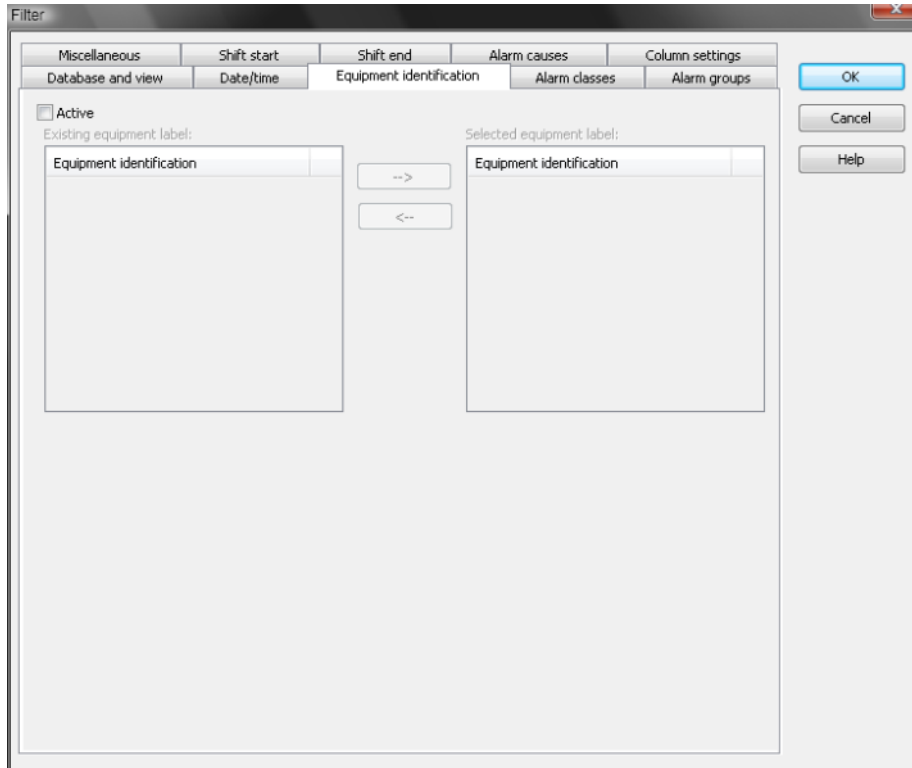 Filter
Miscellaneous Shift start Shift end Alarm causes Column settings
Database and view Date/time Equipment identification Alarm classes Alarm groups
OK
Active
Cancel
Existing equipment label: Selected equipment label:
Equipment identification Equipment identification
Help
-->
<--